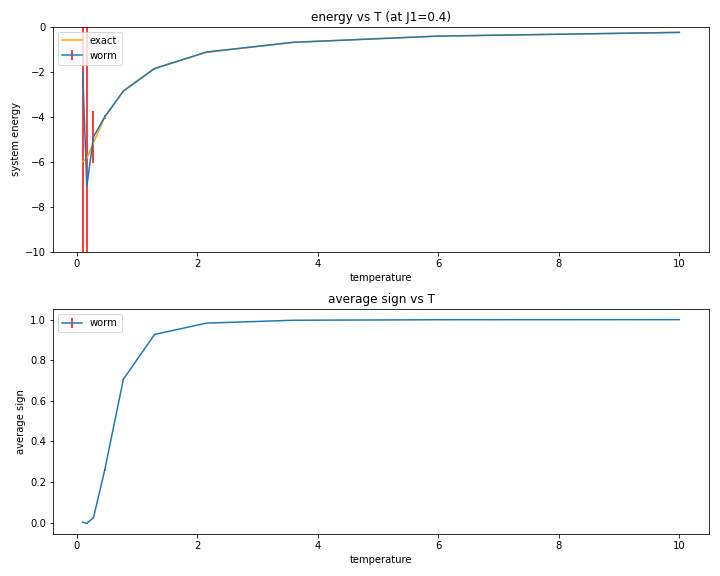 energy vs T (at J1=0.4)
exact
worm
0
−2
−4
−6
−8
−10
system energy
0
2
4
6
8
10
temperature
average sign vs T
worm
1.0
0.8
0.6
0.4
0.2
0.0
average sign
0
2
4
6
8
10
temperature